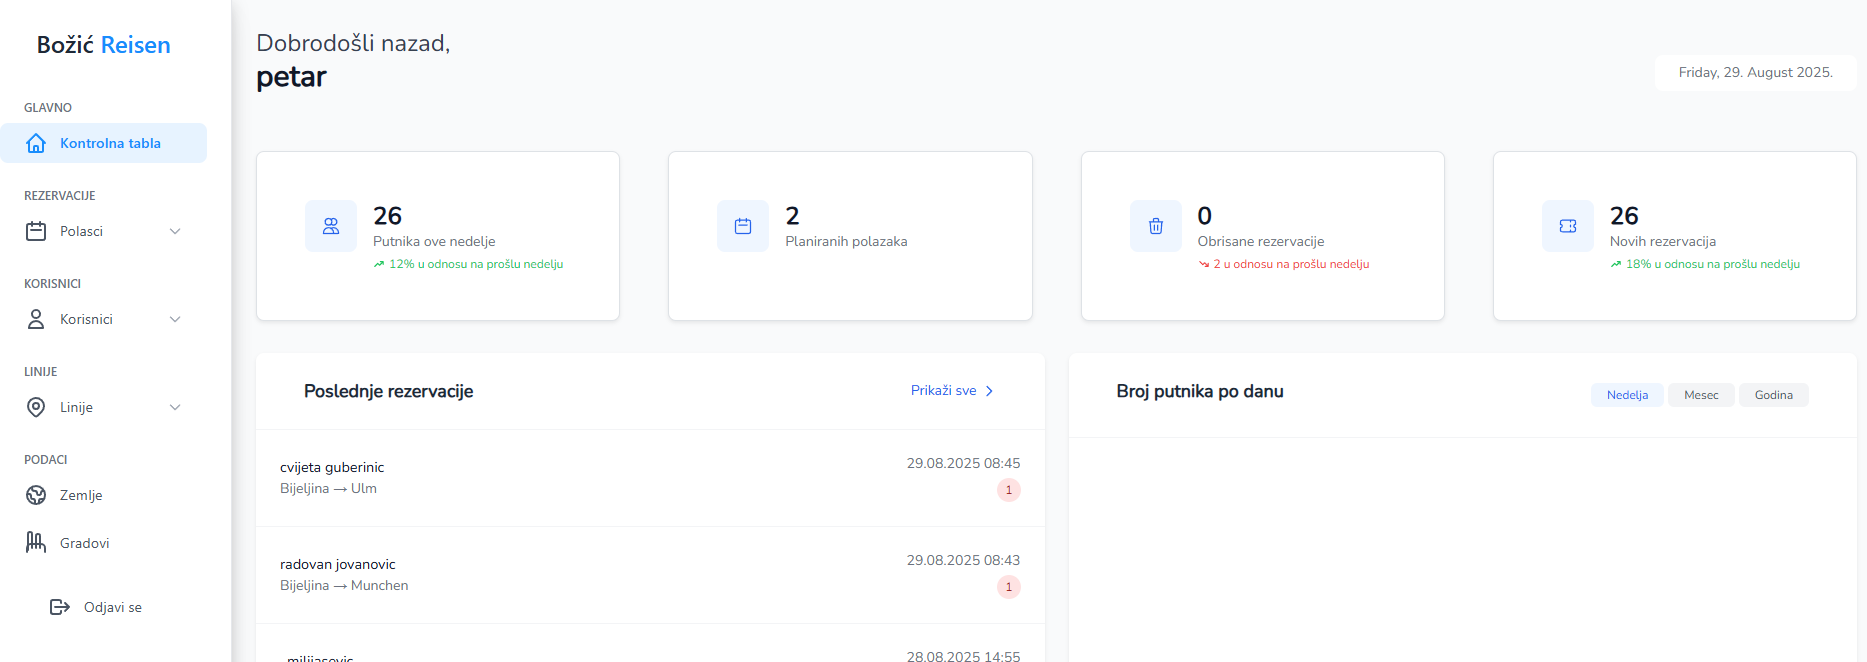 Božić Reisen
GLAVNO
Kontrolna tabla
REZERVACIJE
Polasci
KORISNICI
Korisnici
LINIJE
Linije
PODACI
Zemlje
Gradovi
Odjavi se
Dobrodošli nazad,
petar
Friday, 29. August 2025.
26
Putnika ove nedelje
12% u odnosu na prošlu nedelju
2
Planiranih polazaka
0
Obrisane rezervacije
2 u odnosu na prošlu nedelju
26
Novih rezervacija
18% u odnosu na prošlu nedelju
Poslednje rezervacije
Prikaži sve
cvijeta guberinic
29.08.2025 08:45
Bijeljina → Ulm
1
radovan jovanovic
29.08.2025 08:43
Bijeljina → Munchen
1
milijasevic
28.08.2025 14:55
Broj putnika po danu
Nedelja
Mesec
Godina